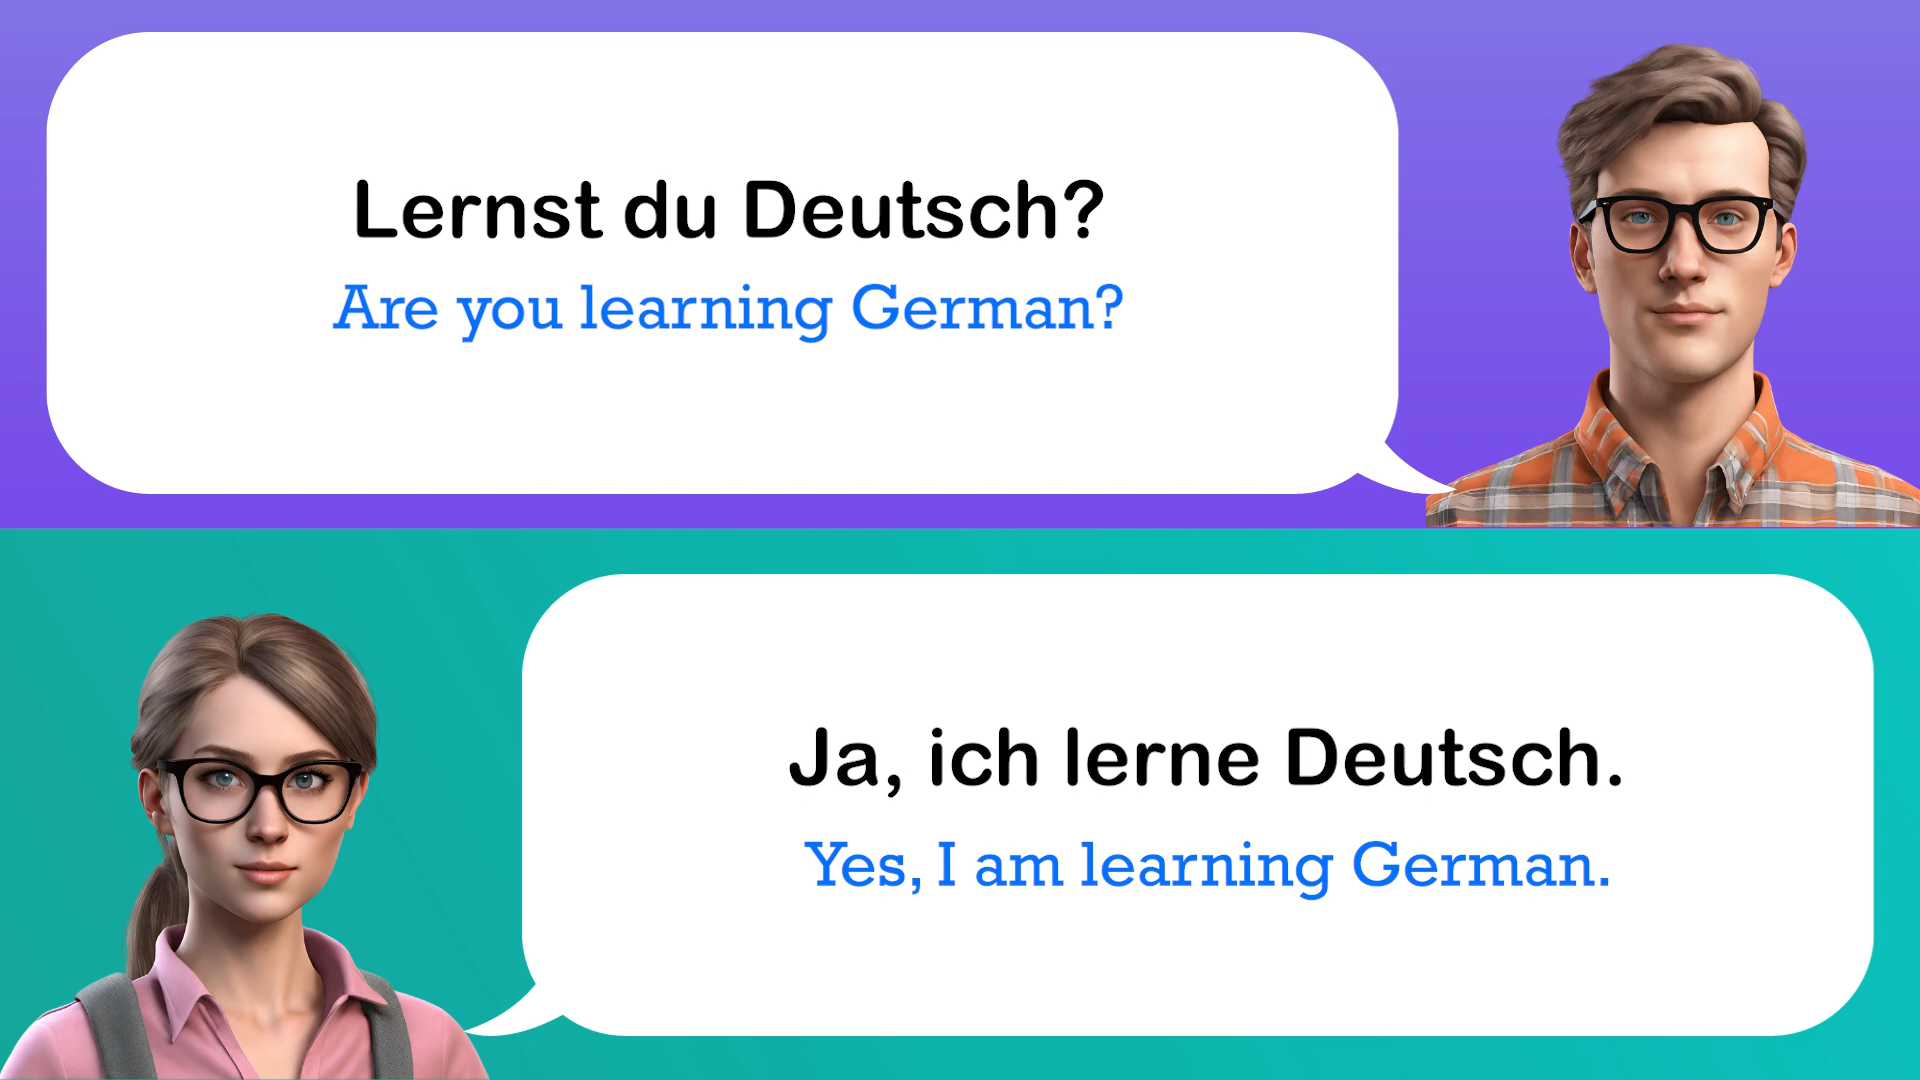 Lernst du Deutsch?
Are you learning German?
Ja, ich lerne Deutsch.
Yes, I am learning German.